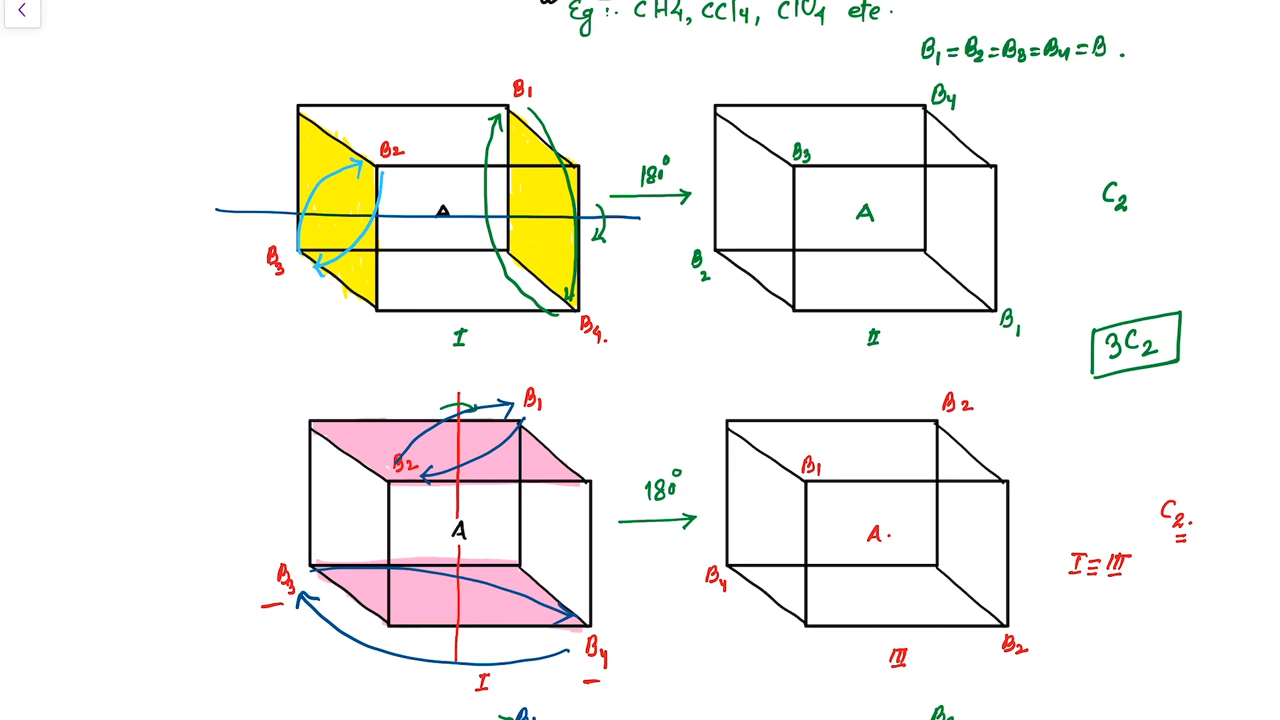 Eg :. CH4, CCl4, ClO4 etc.
B1 = B2 = B3 = B4 = B .
B1
B4
B2
B3
180°
A
A
C2
B3
B2
B4.
B1
I
II
3C2
B1
B2
B2
B1
180°
A
A.
C2.
I ≡ III
B3
B4
B4
B2
I
III
B1